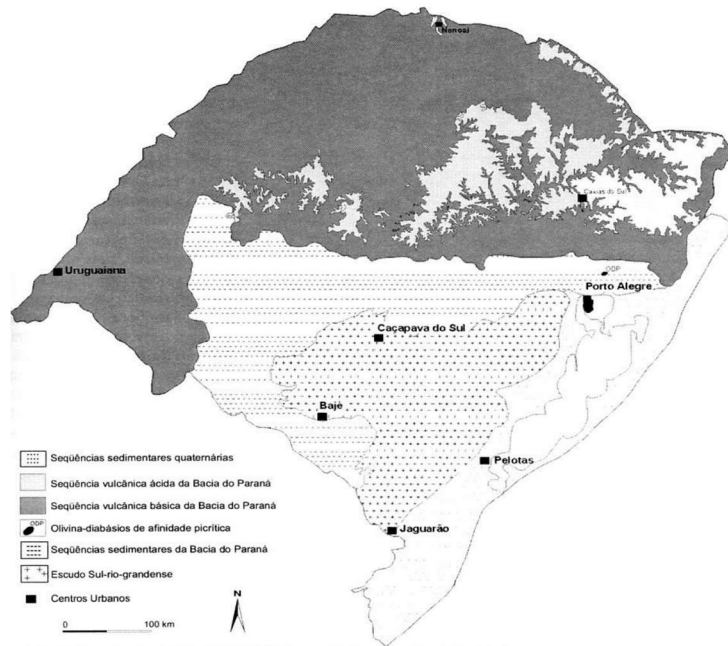 Nonoai
Caxias do Sul
Uruguaiana
ODP
Porto Alegre
Caçapava do Sul
Bajé
Pelotas
Jaguarão
Seqüências sedimentares quaternárias
Seqüência vulcânica ácida da Bacia do Paraná
Seqüência vulcânica básica da Bacia do Paraná
ODP
Olivina-diabásios de afinidade picrítica
Seqüências sedimentares da Bacia do Paraná
Escudo Sul-rio-grandense
Centros Urbanos
N
0 100 km